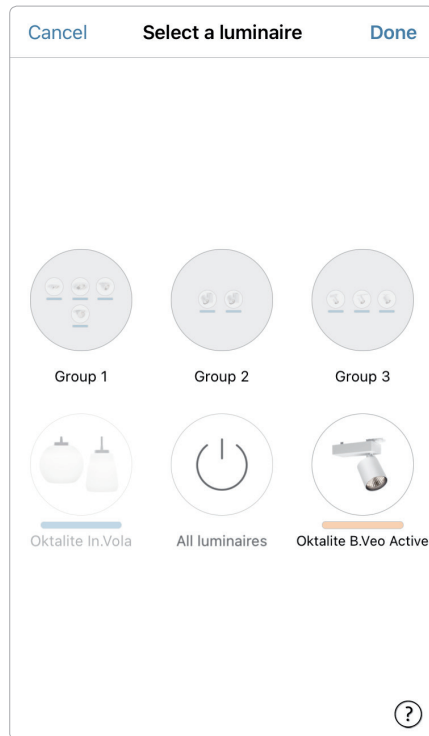 Cancel Select a luminaire Done
Group 1 Group 2 Group 3
Oktalite In.Vola All luminaires Oktalite B.Veo Active
?